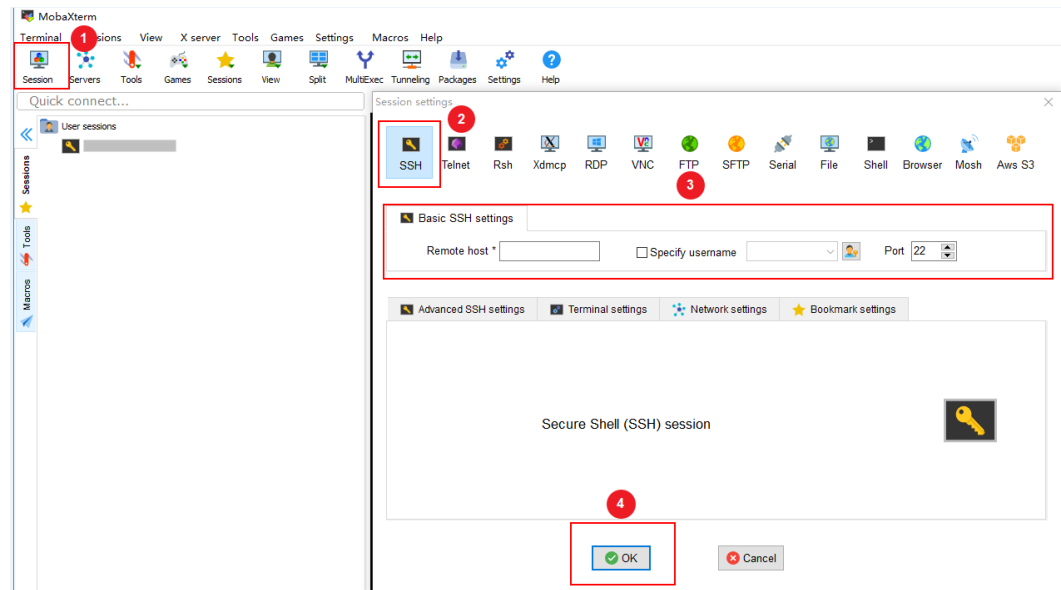 MobaXterm
Terminal sions View X server Tools Games Settings Macros Help
1
Session Servers Tools Games Sessions View Split MultiExec Tunneling Packages Settings Help
Quick connect...
Session settings
2
User sessions
SSH Telnet Rsh Xdmcp RDP VNC FTP SFTP Serial File Shell Browser Mosh Aws S3
3
Sessions
Tools
Macros
Basic SSH settings
Remote host * Specify username Port 22
Advanced SSH settings Terminal settings Network settings Bookmark settings
Secure Shell (SSH) session
4
OK Cancel